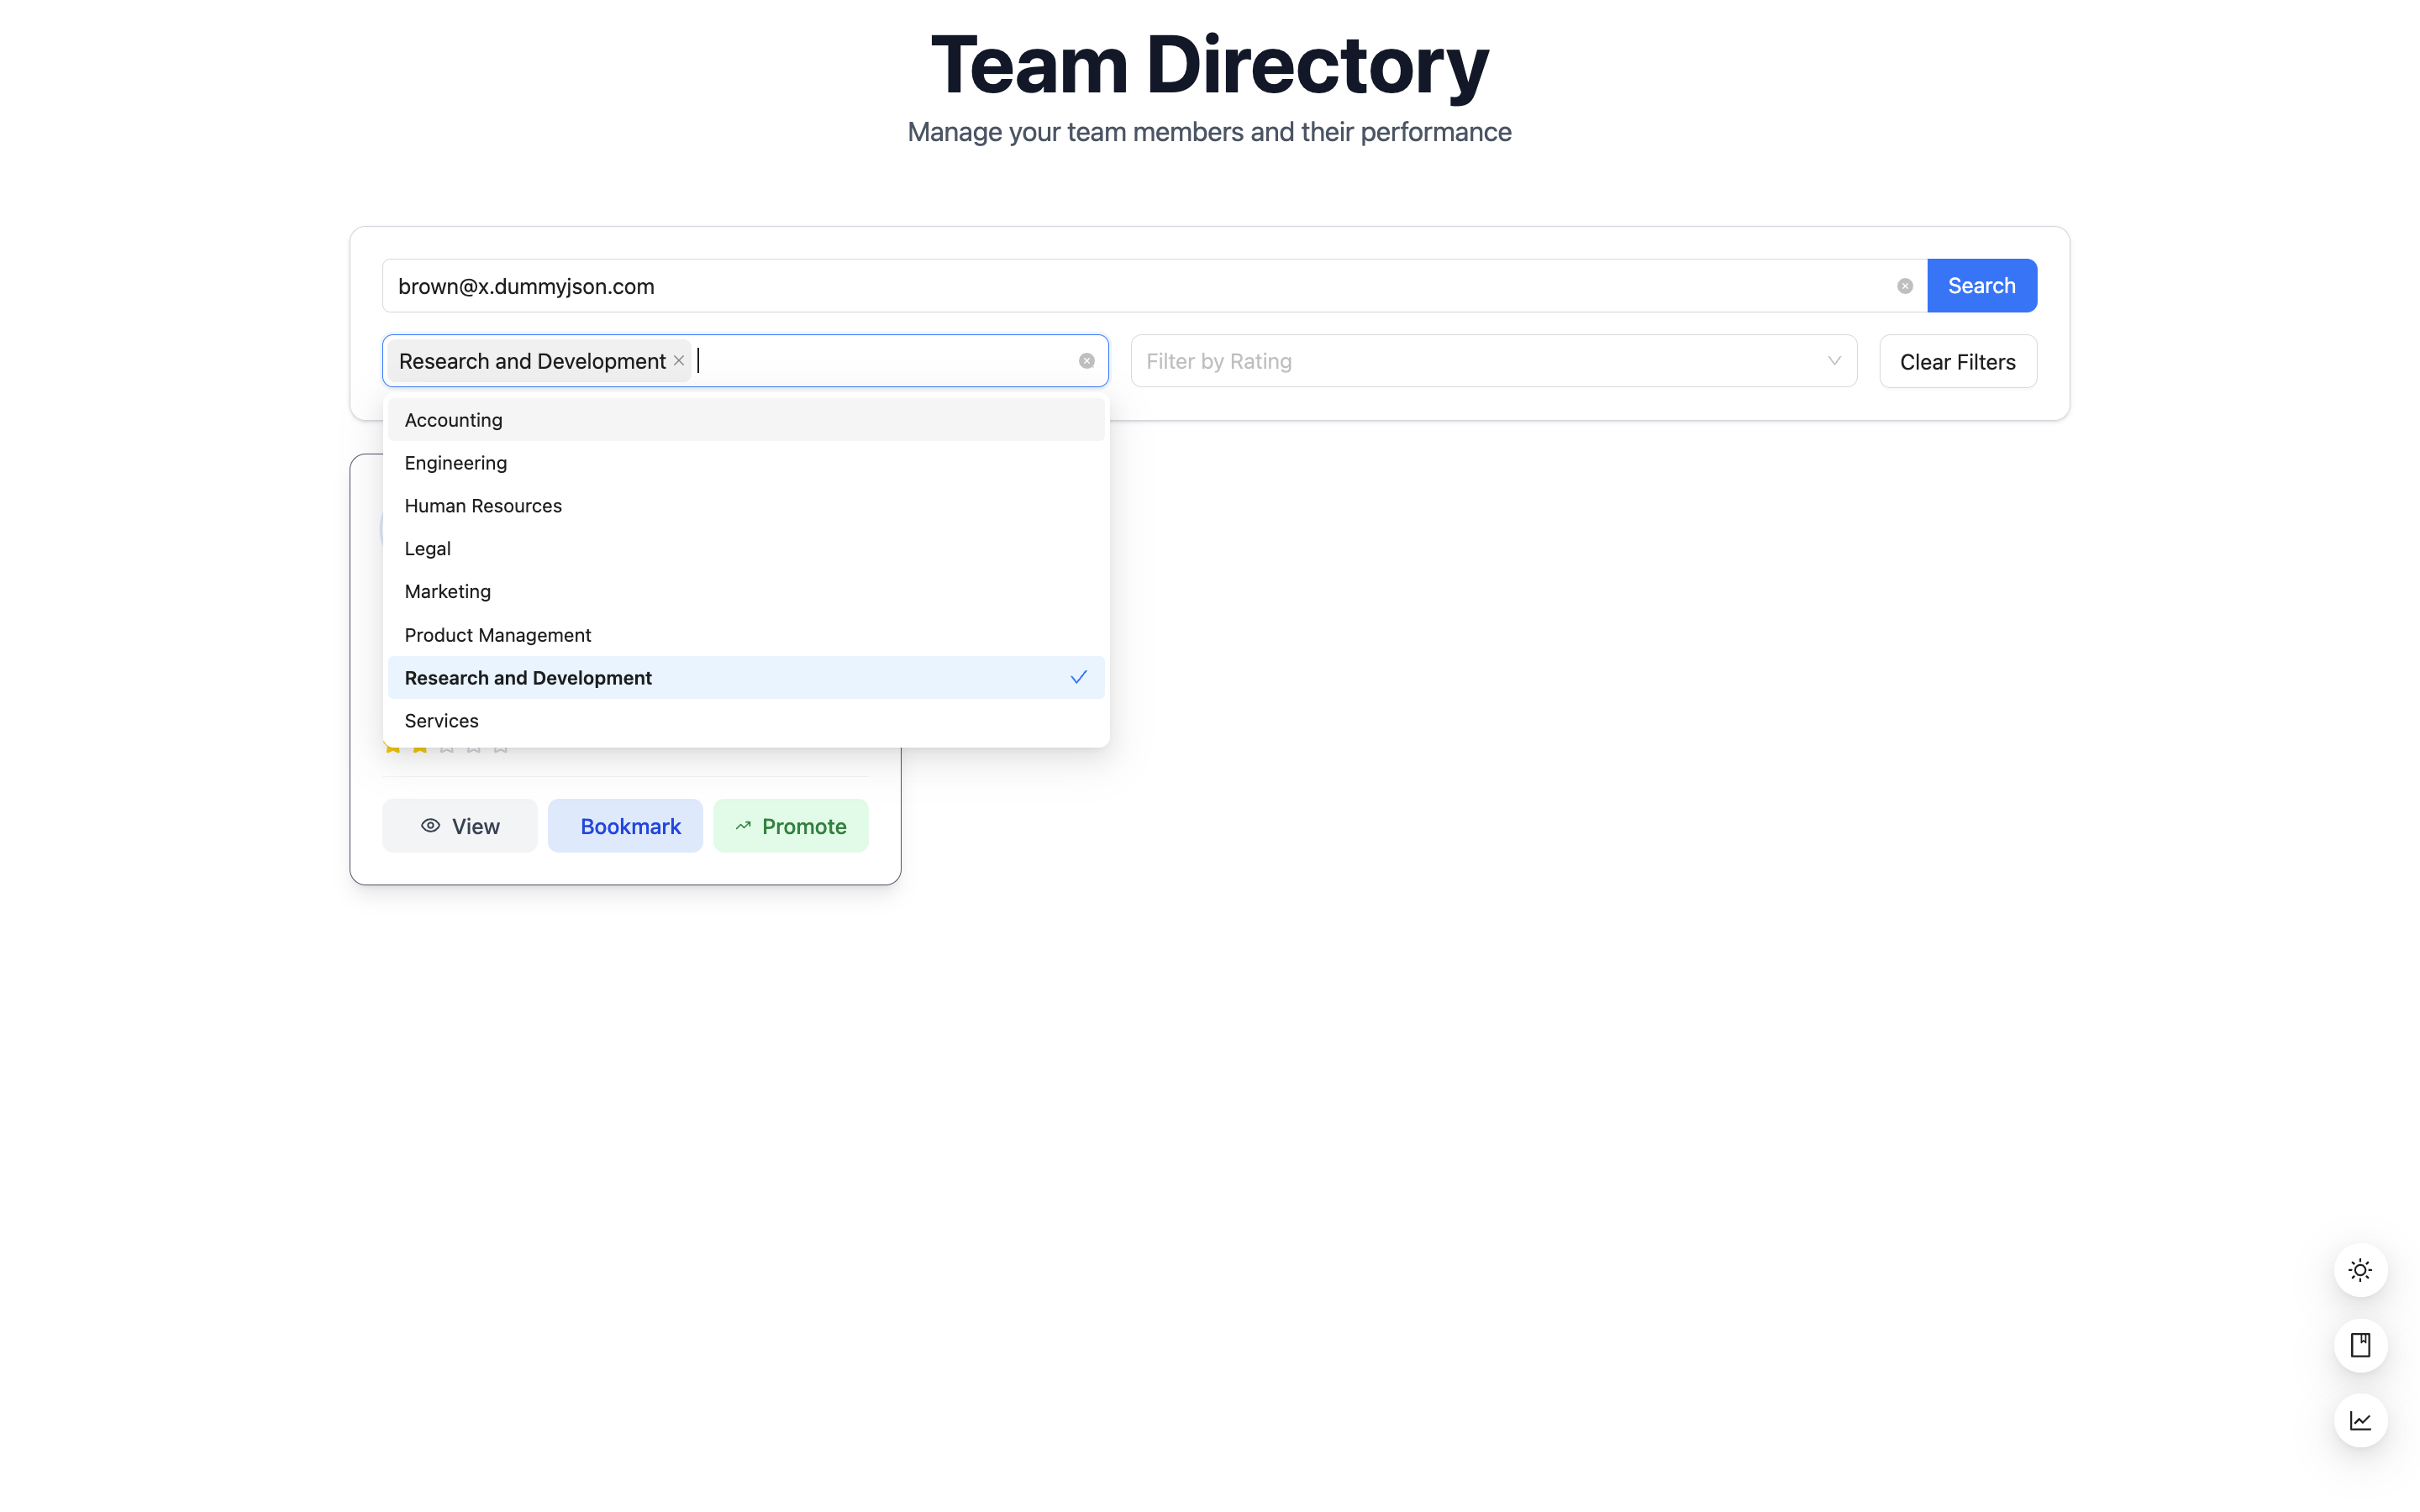 Team Directory
Manage your team members and their performance
brown@x.dummyjson.com
Search
Research and Development
Filter by Rating
Clear Filters
Accounting
Engineering
Human Resources
Legal
Marketing
Product Management
Research and Development
Services
View
Bookmark
Promote